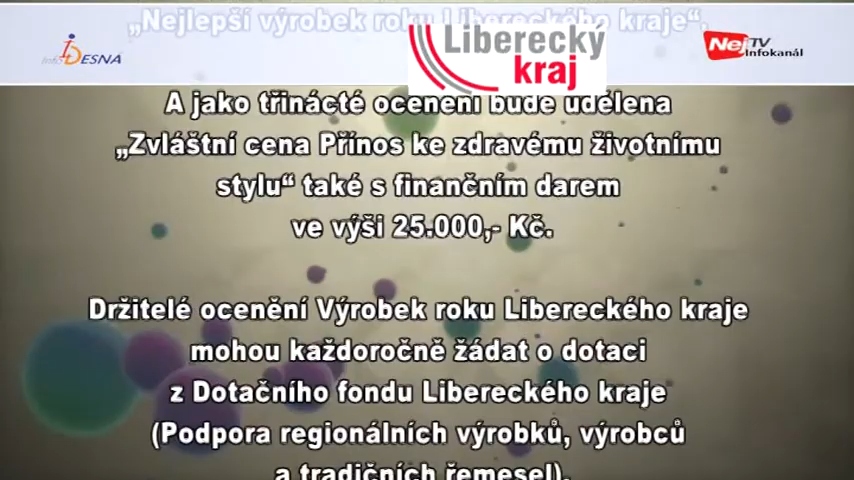 „Nejlepší výrobek roku Libereckého kraje“.
Info DESNÁ
Liberecký
kraj
NejTV
Infokanál
A jako třinácté ocenění bude udělena
„Zvláštní cena Přínos ke zdravému životnímu
stylu“ také s finančním darem
ve výši 25.000,- Kč.
Držitelé ocenění Výrobek roku Libereckého kraje
mohou každoročně žádat o dotaci
z Dotačního fondu Libereckého kraje
(Podpora regionálních výrobků, výrobců
a tradičních řemesel).